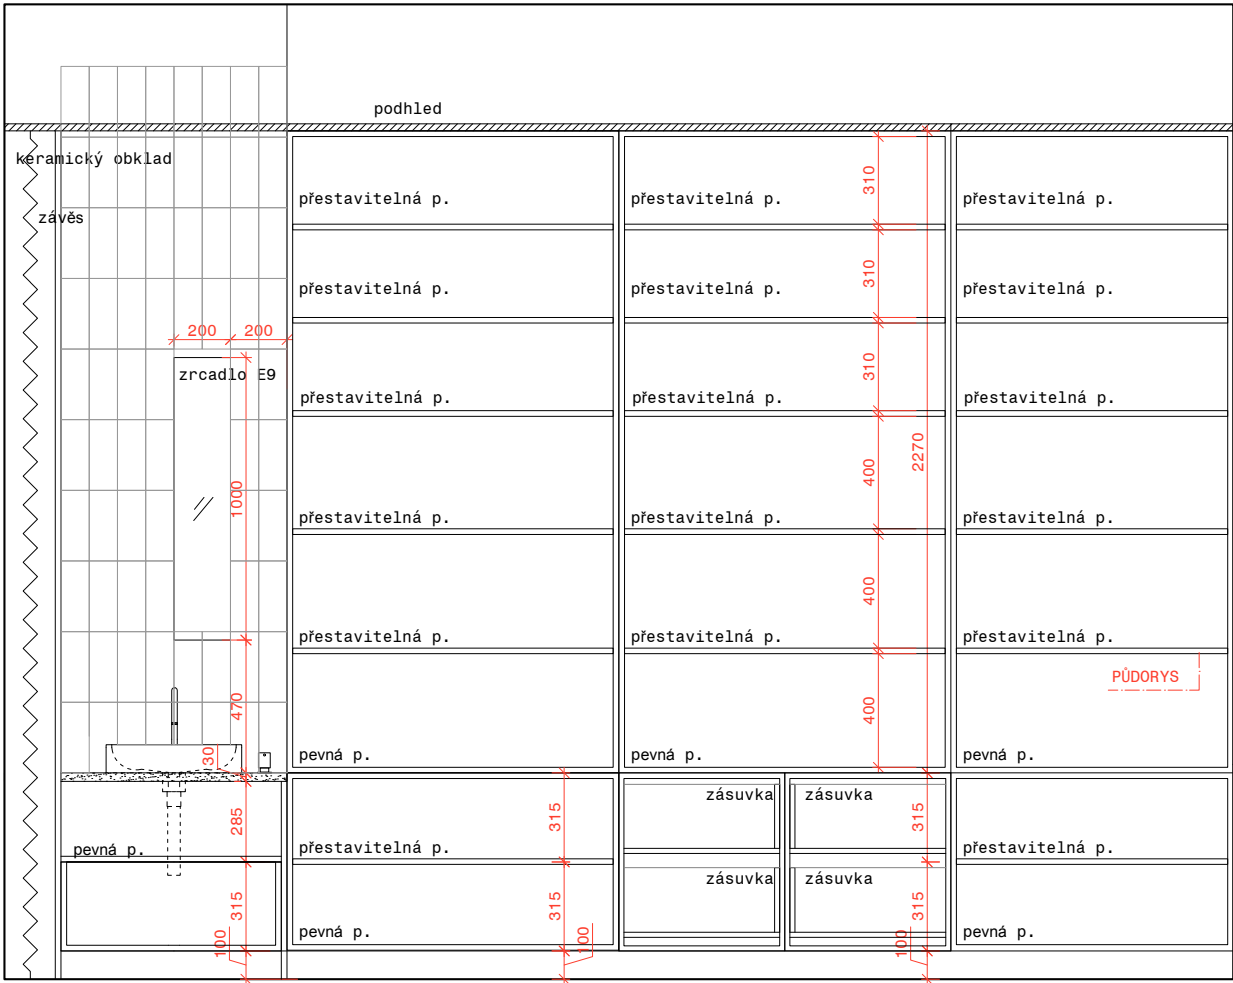 podhled
keramický obklad
závěs
přestavitelná p.
přestavitelná p.
310
přestavitelná p.
přestavitelná p.
přestavitelná p.
310
přestavitelná p.
200
200
zrcadlo E9
310
přestavitelná p.
přestavitelná p.
přestavitelná p.
1000
400
2270
přestavitelná p.
přestavitelná p.
přestavitelná p.
400
přestavitelná p.
přestavitelná p.
přestavitelná p.
PŮDORYS
470
400
30
pevná p.
pevná p.
pevná p.
zásuvka
zásuvka
285
315
315
pevná p.
přestavitelná p.
přestavitelná p.
zásuvka
zásuvka
315
315
315
pevná p.
pevná p.
100
100
100